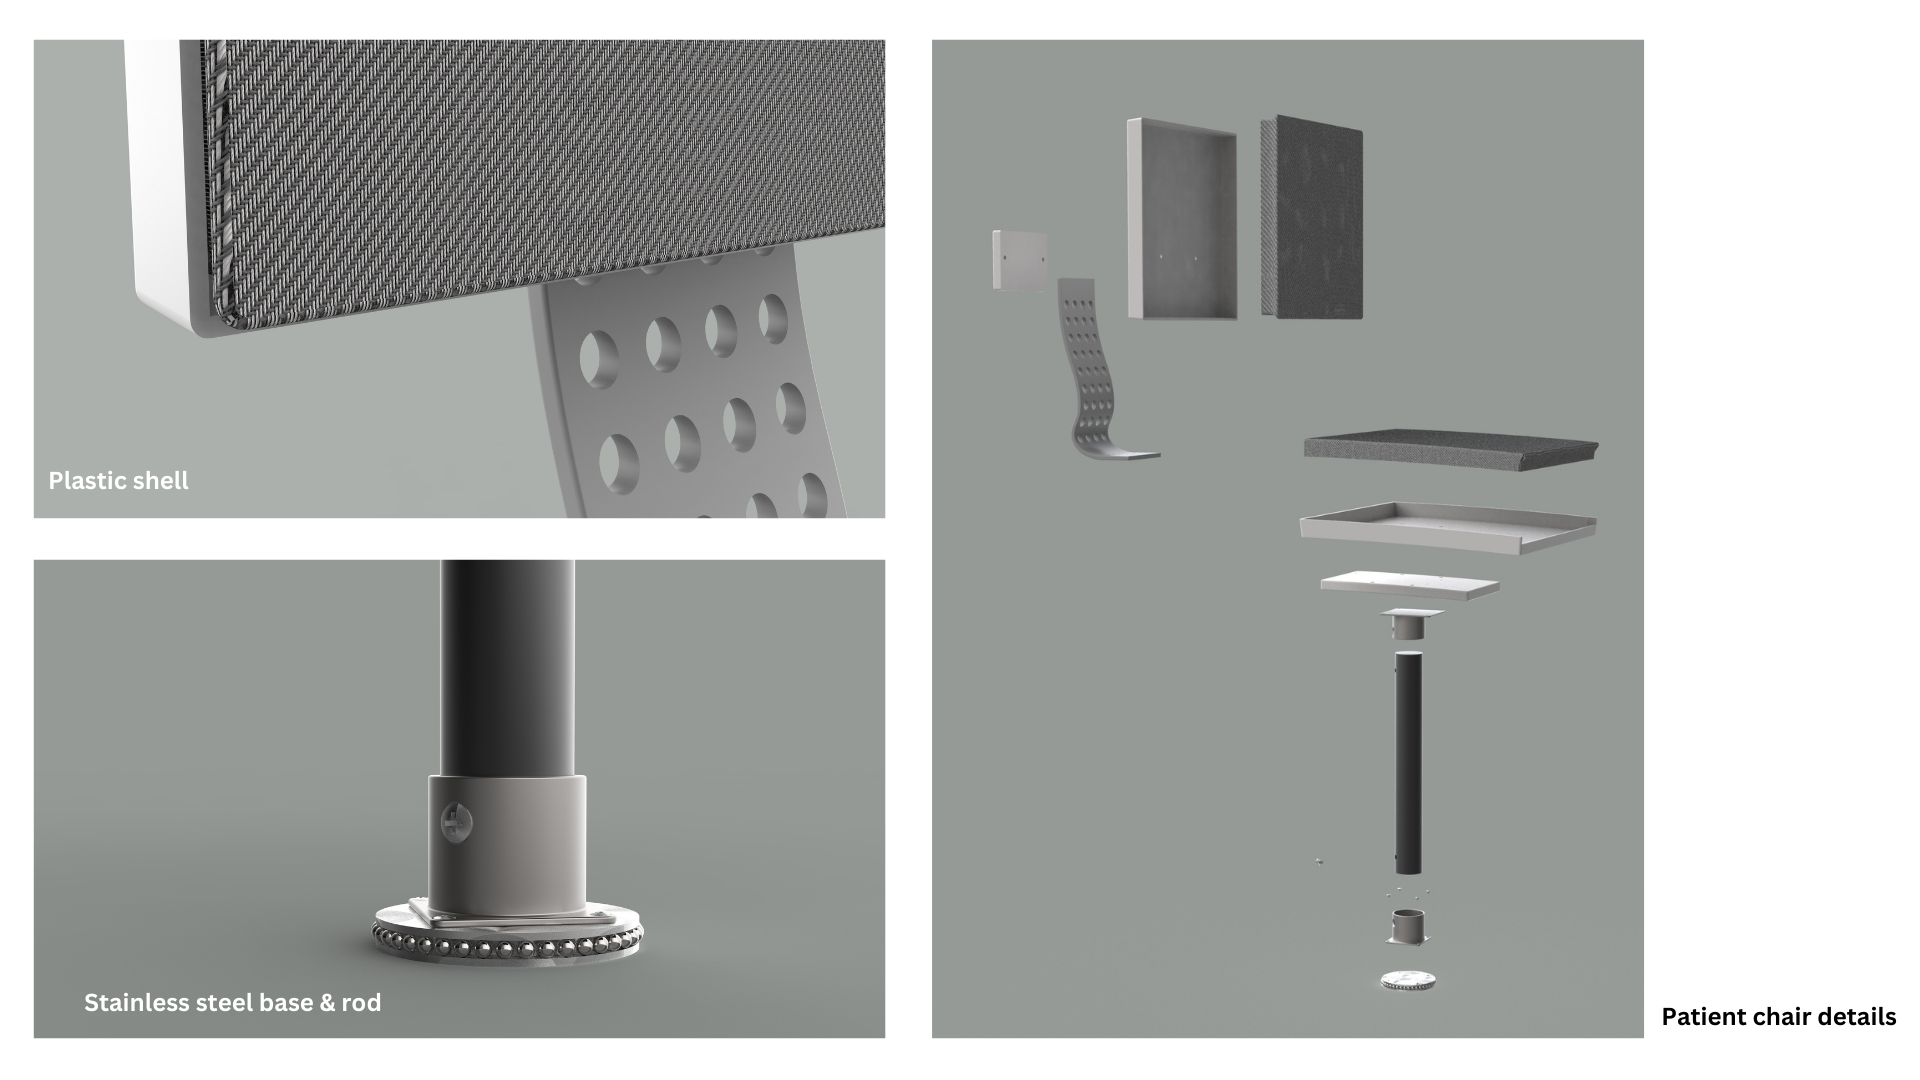 Plastic shell
Stainless steel base & rod
Patient chair details